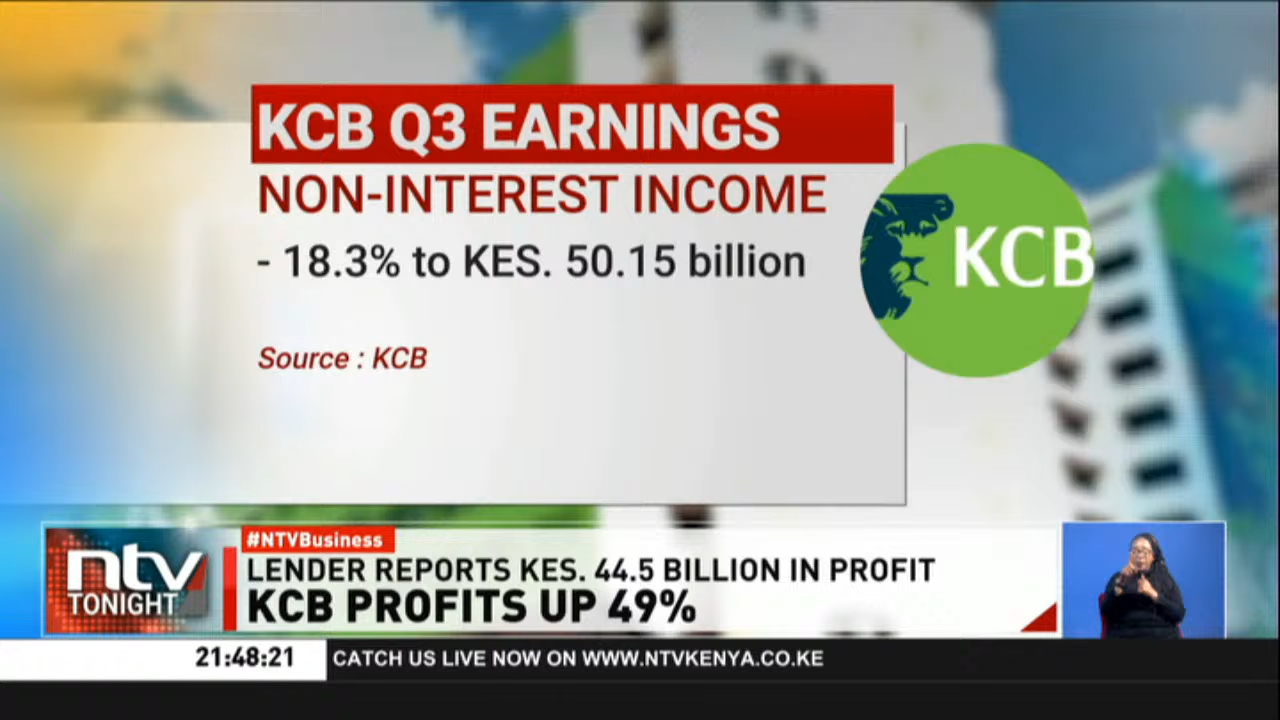 KCB Q3 EARNINGS
NON-INTEREST INCOME
- 18.3% to KES. 50.15 billion
Source : KCB
KCB
ntv
TONIGHT
#NTVBusiness
LENDER REPORTS KES. 44.5 BILLION IN PROFIT
KCB PROFITS UP 49%
21:48:21
CATCH US LIVE NOW ON WWW.NTVKENYA.CO.KE